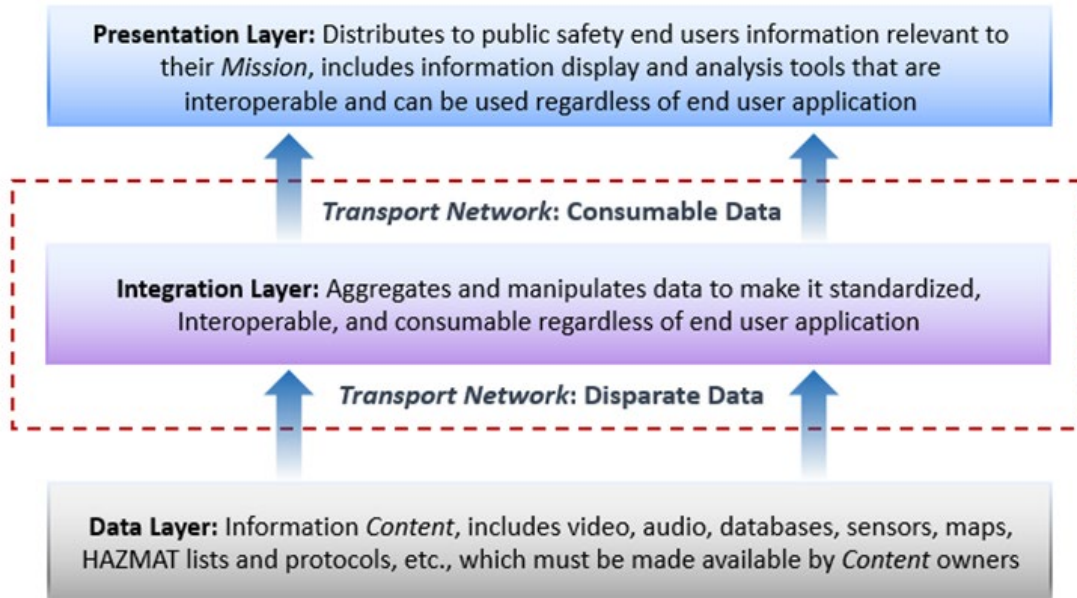 Presentation Layer: Distributes to public safety end users information relevant to
their Mission, includes information display and analysis tools that are
interoperable and can be used regardless of end user application
Transport Network: Consumable Data
Integration Layer: Aggregates and manipulates data to make it standardized,
Interoperable, and consumable regardless of end user application
Transport Network: Disparate Data
Data Layer: Information Content, includes video, audio, databases, sensors, maps,
HAZMAT lists and protocols, etc., which must be made available by Content owners